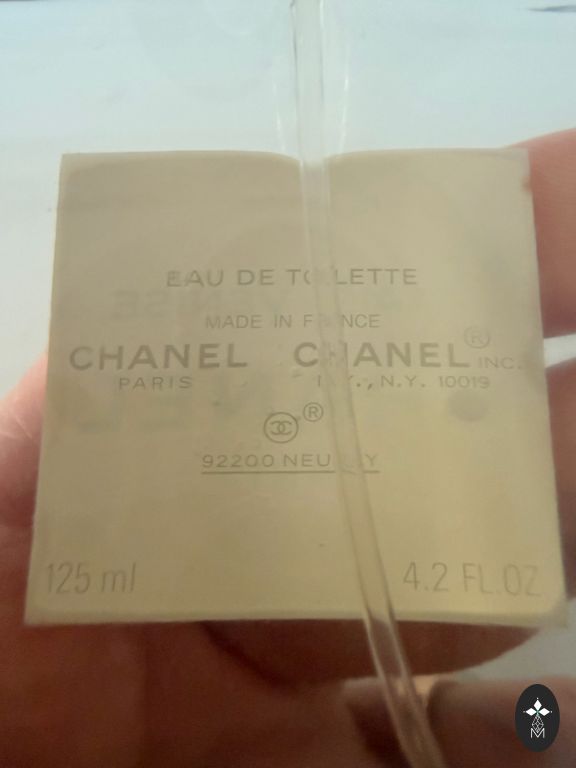 EAU DE TOILETTE
MADE IN FRANCE
CHANEL CHANEL® INC.
PARIS N.Y., N.Y. 10019
®
92200 NEUILLY
125 ml 4.2 FL.OZ